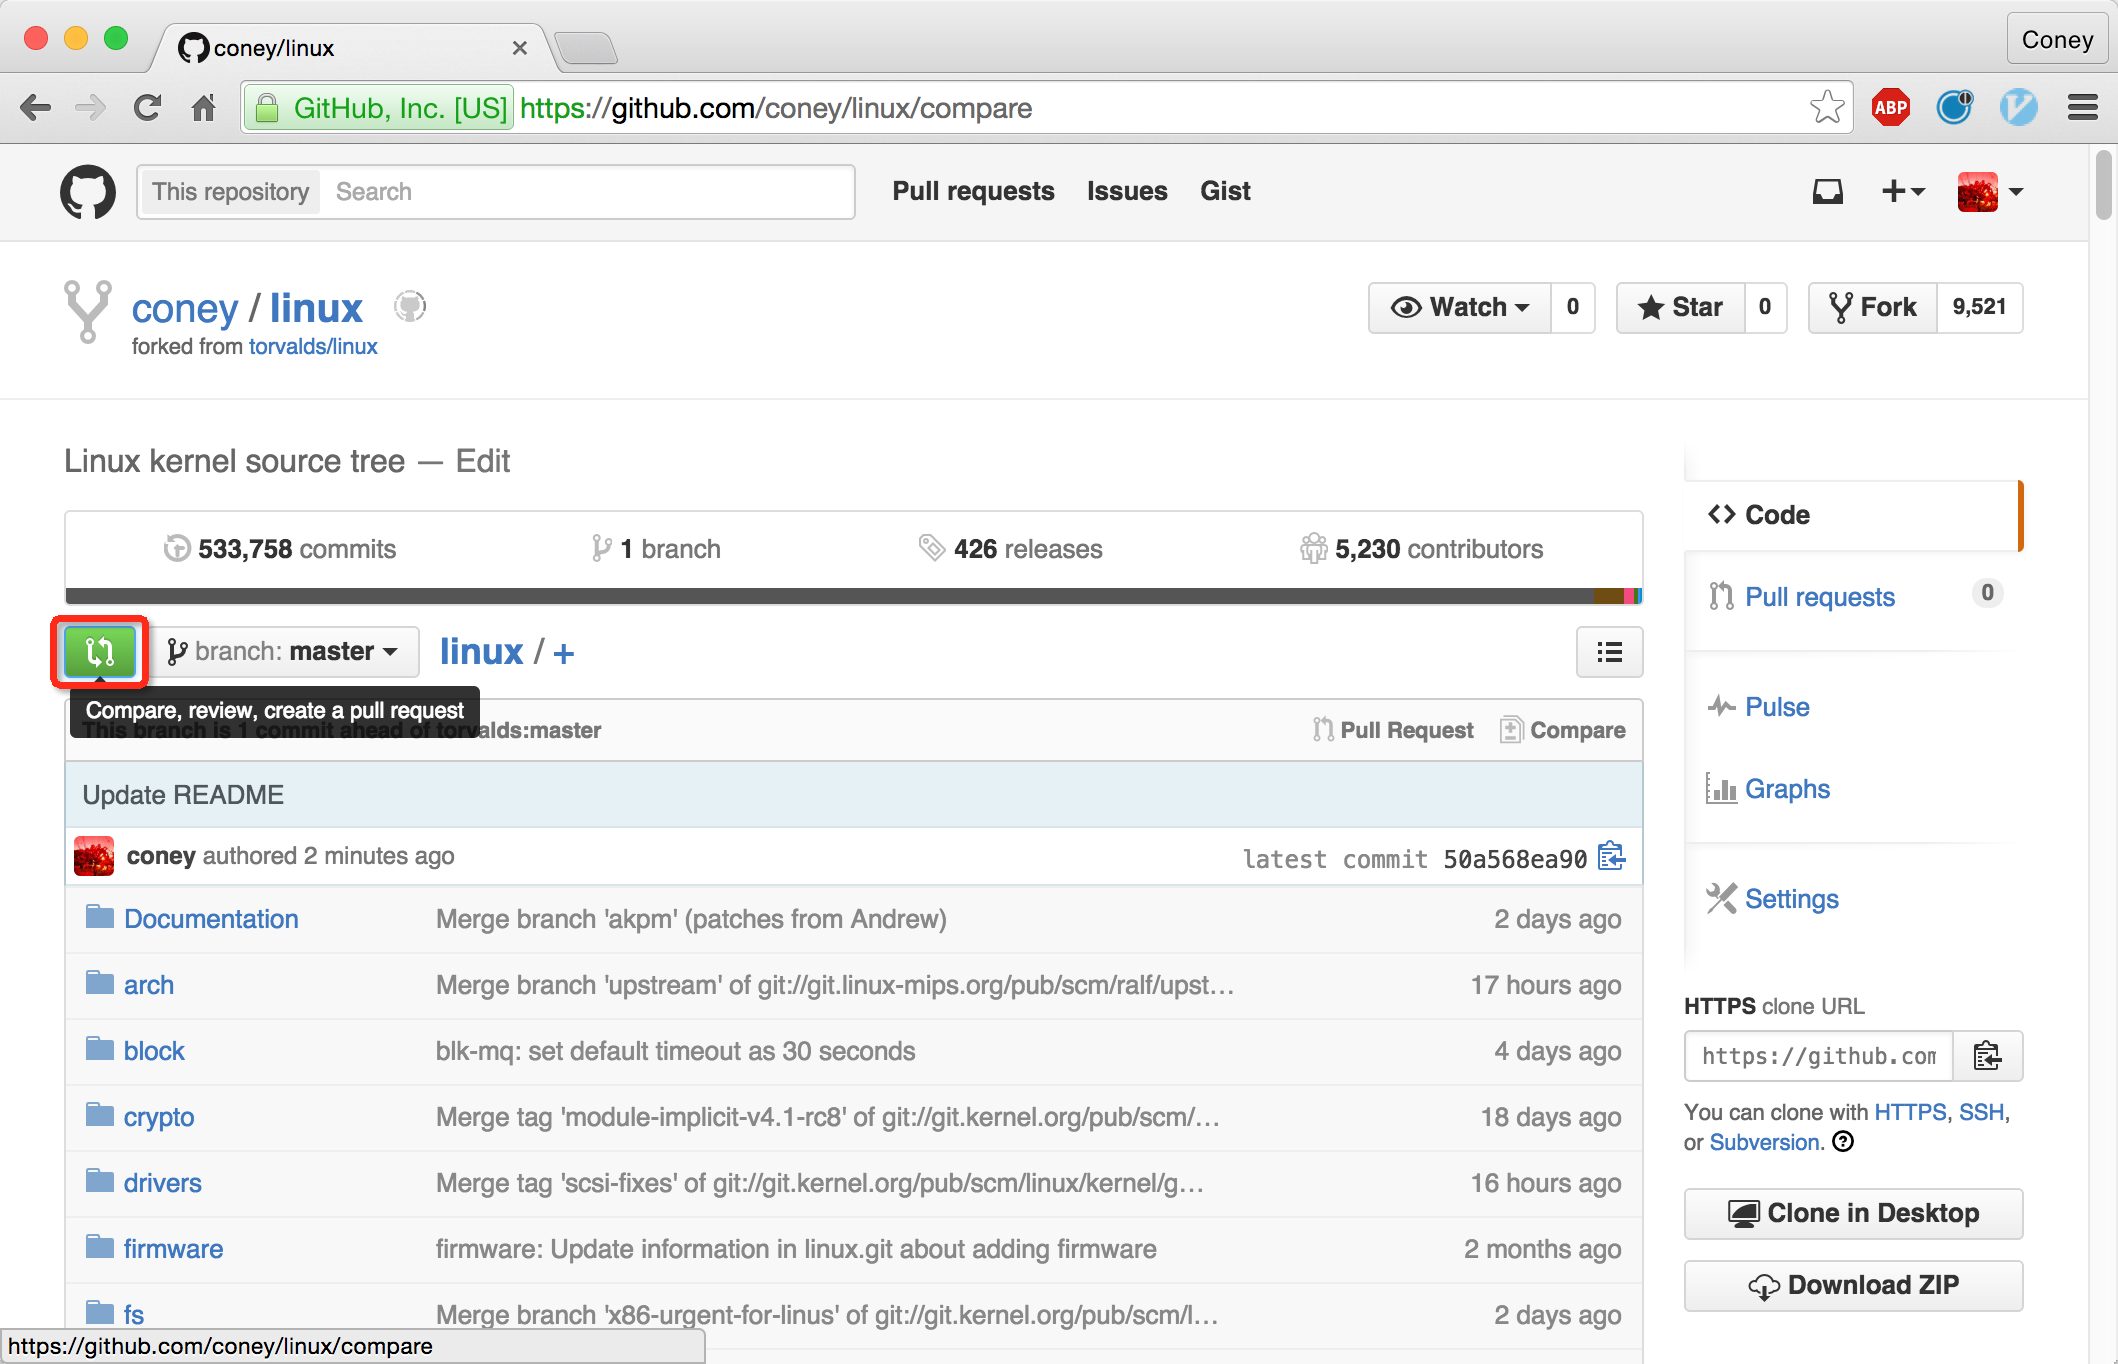 coney/linux
Coney
GitHub, Inc. [US] https://github.com/coney/linux/compare
ABP
This repository Search Pull requests Issues Gist
coney / linux
Watch 0 Star 0 Fork 9,521
forked from torvalds/linux
Linux kernel source tree — Edit
533,758 commits 1 branch 426 releases 5,230 contributors
branch: master linux / +
Compare, review, create a pull request
This branch is 1 commit ahead of torvalds:master Pull Request Compare
Update README
coney authored 2 minutes ago latest commit 50a568ea90
Documentation Merge branch 'akpm' (patches from Andrew) 2 days ago
arch Merge branch 'upstream' of git://git.linux-mips.org/pub/scm/ralf/upst… 17 hours ago
block blk-mq: set default timeout as 30 seconds 4 days ago
crypto Merge tag 'module-implicit-v4.1-rc8' of git://git.kernel.org/pub/scm/… 18 days ago
drivers Merge tag 'scsi-fixes' of git://git.kernel.org/pub/scm/linux/kernel/g… 16 hours ago
firmware firmware: Update information in linux.git about adding firmware 2 months ago
fs Merge branch 'x86-urgent-for-linus' of git://git.kernel.org/pub/scm/l… 2 days ago
https://github.com/coney/linux/compare
Code
Pull requests 0
Pulse
Graphs
Settings
HTTPS clone URL
https://github.com
You can clone with HTTPS, SSH,
or Subversion.
Clone in Desktop
Download ZIP